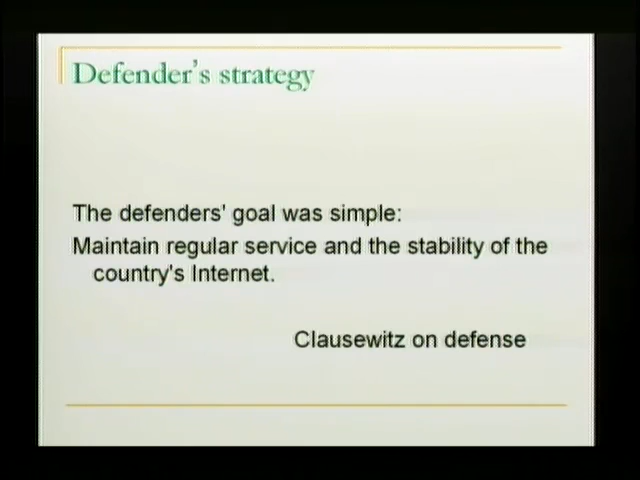 Defender's strategy
The defenders' goal was simple:
Maintain regular service and the stability of the
country's Internet.
Clausewitz on defense